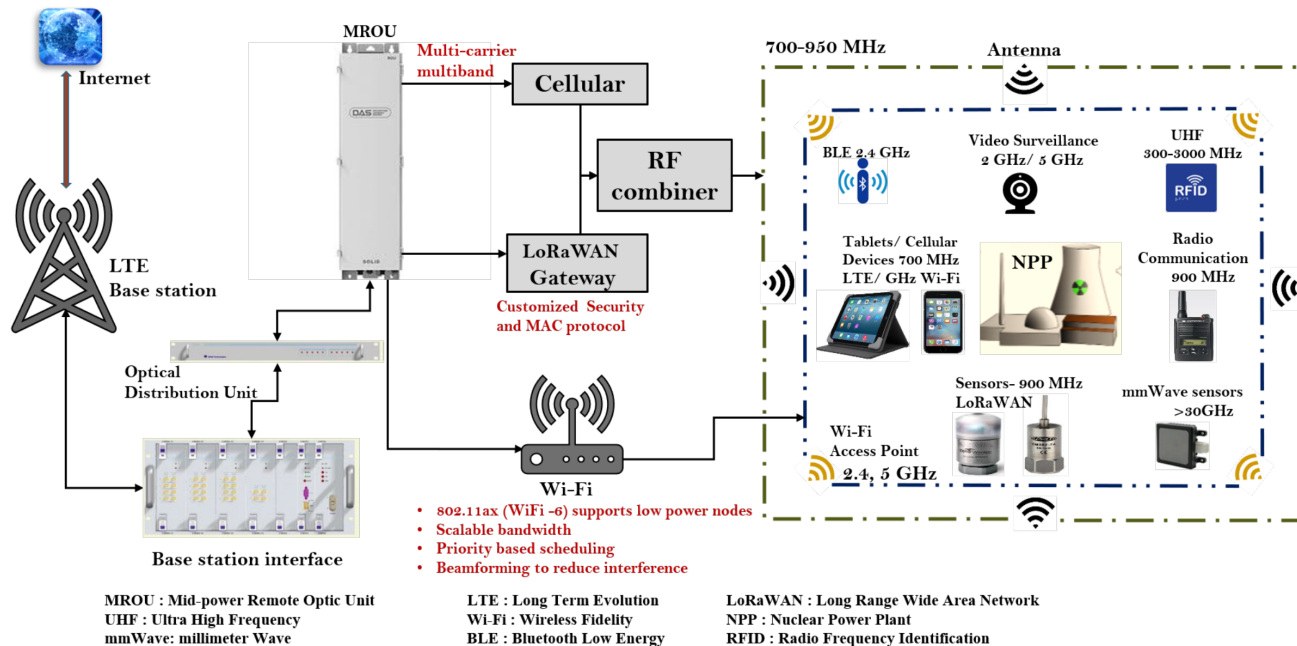 MROU
Internet
Multi-carrier
multiband
Cellular
DAS
SOLiD
RF
combiner
LoRaWAN
Gateway
Customized Security
and MAC protocol
LTE
Base station
Optical
Distribution Unit
Base station interface
Wi-Fi
• 802.11ax (WiFi -6) supports low power nodes
• Scalable bandwidth
• Priority based scheduling
• Beamforming to reduce interference
700-950 MHz
Antenna
BLE 2.4 GHz
Video Surveillance
2 GHz/ 5 GHz
UHF
300-3000 MHz
RFID
Tablets/ Cellular
Devices 700 MHz
LTE/ GHz Wi-Fi
NPP
Radio
Communication
900 MHz
Sensors- 900 MHz
LoRaWAN
mmWave sensors
>30GHz
Wi-Fi
Access Point
2.4, 5 GHz
MROU : Mid-power Remote Optic Unit
UHF : Ultra High Frequency
mmWave: millimeter Wave
LTE : Long Term Evolution
Wi-Fi : Wireless Fidelity
BLE : Bluetooth Low Energy
LoRaWAN : Long Range Wide Area Network
NPP : Nuclear Power Plant
RFID : Radio Frequency Identification